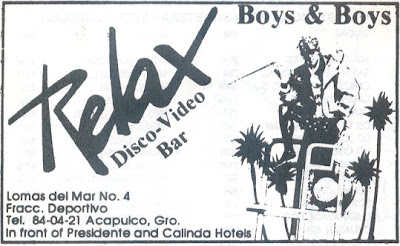 Boys & Boys
Relax
Disco-Video
Bar
Lomas del Mar No. 4
Fracc. Deportivo
Tel. 84-04-21 Acapulco, Gro.
In front of Presidente and Calinda Hotels